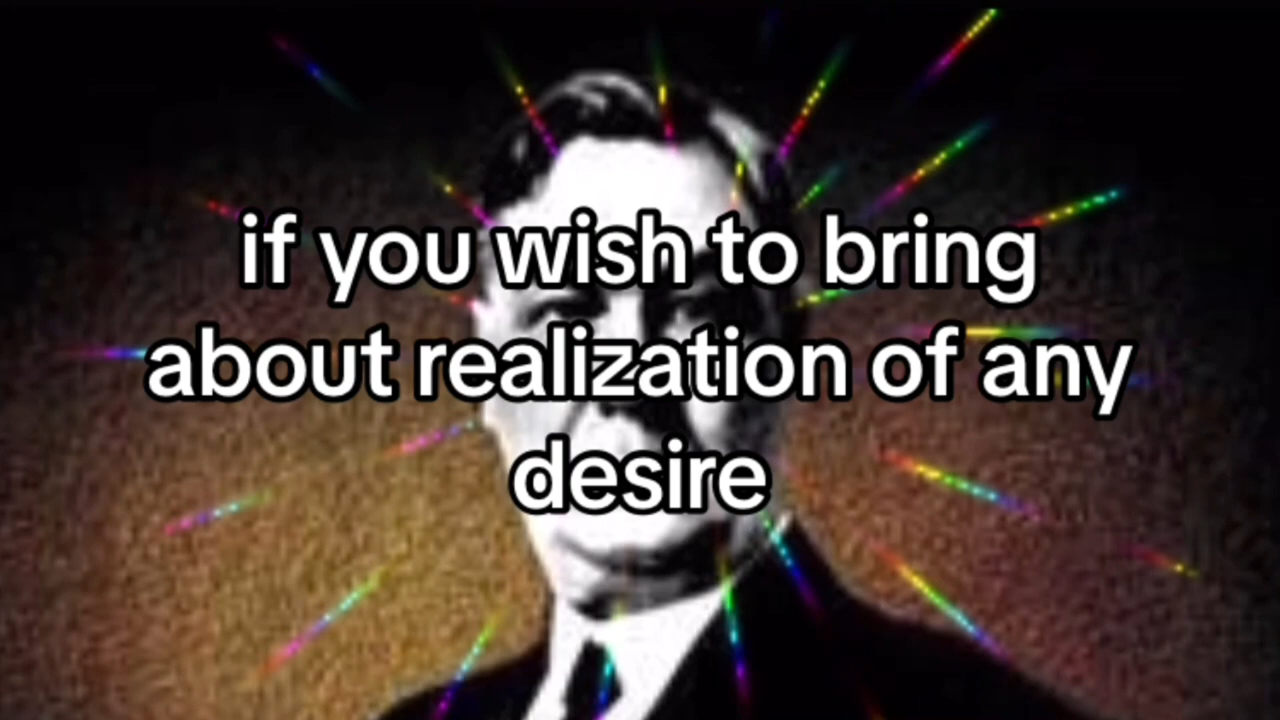 if you wish to bring
about realization of any
desire